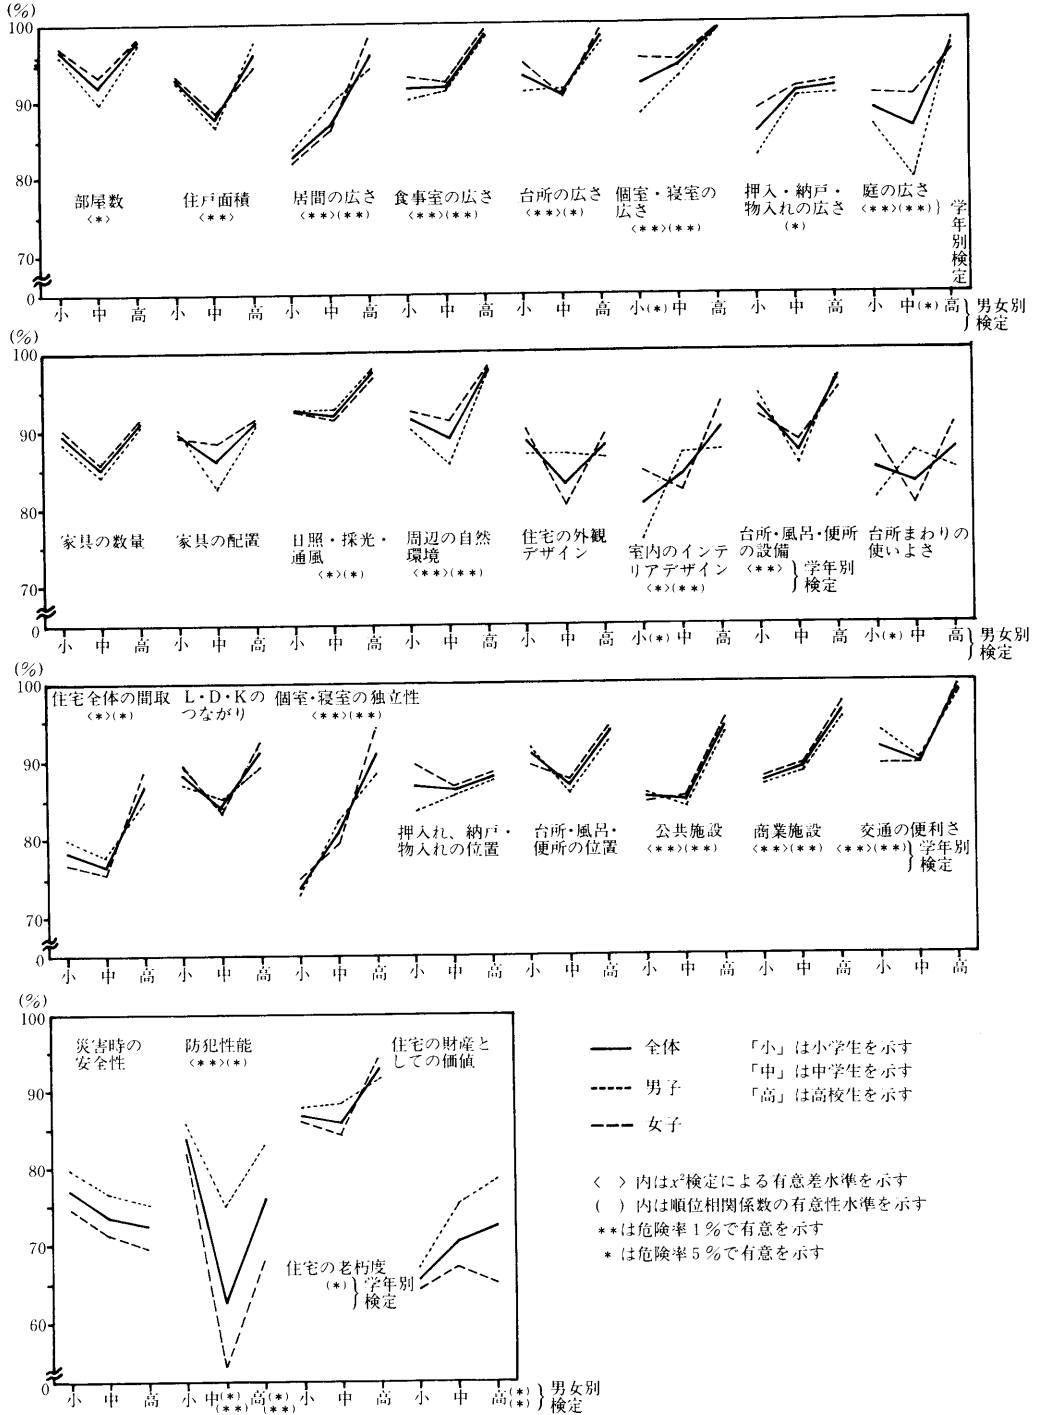 (%)
100
90
80
70
0
部屋数
<*>
住戸面積
<**>
居間の広さ
<**>(**)
食事室の広さ
<**>(**)
台所の広さ
<**>(*)
個室・寝室の
広さ
<**>(**)
押入・納戸・
物入れの広さ
(*)
庭の広さ
<**>(**)}
学年別検定
小 中 高 小 中 高 小 中 高 小 中 高 小 中 高 小(*)中 高 小 中 高 小 中(*)高 }男女別
検定
(%)
100
90
80
70
0
家具の数量
家具の配置
日照・採光・
通風
<*>(*)
周辺の自然
環境
<**>(**)
住宅の外観
デザイン
室内のインテ
リアデザイン
<*>(**)
台所・風呂・便所
の設備
<**>}学年別
検定
台所まわりの
使いよさ
小 中 高 小 中 高 小 中 高 小 中 高 小 中 高 小(*)中 高 小 中 高 小(*)中 高 }男女別
検定
(%)
100
90
80
70
0
住宅全体の間取
<*>(*)
L・D・Kの
つながり
個室・寝室の独立性
<**>(**)
押入れ、納戸・
物入れの位置
台所・風呂・
便所の位置
公共施設
<**>(**)
商業施設
<**>(**)
交通の便利さ
<**>(**)}学年別
検定
小 中 高 小 中 高 小 中 高 小 中 高 小 中 高 小 中 高 小 中 高 小 中 高
(%)
100
90
80
70
60
0
災害時の
安全性
防犯性能
<**>(*)
住宅の財産と
しての価値
住宅の老朽度
(*)}学年別
検定
小 中 高 小 中(*) 高(*) 小 中 高 小 中 高(*) }男女別
(**) (**) (*) 検定
全体
男子
女子
「小」は小学生を示す
「中」は中学生を示す
「高」は高校生を示す
< >内はx²検定による有意差水準を示す
( )内は順位相関係数の有意性水準を示す
**は危険率1%で有意を示す
*は危険率5%で有意を示す